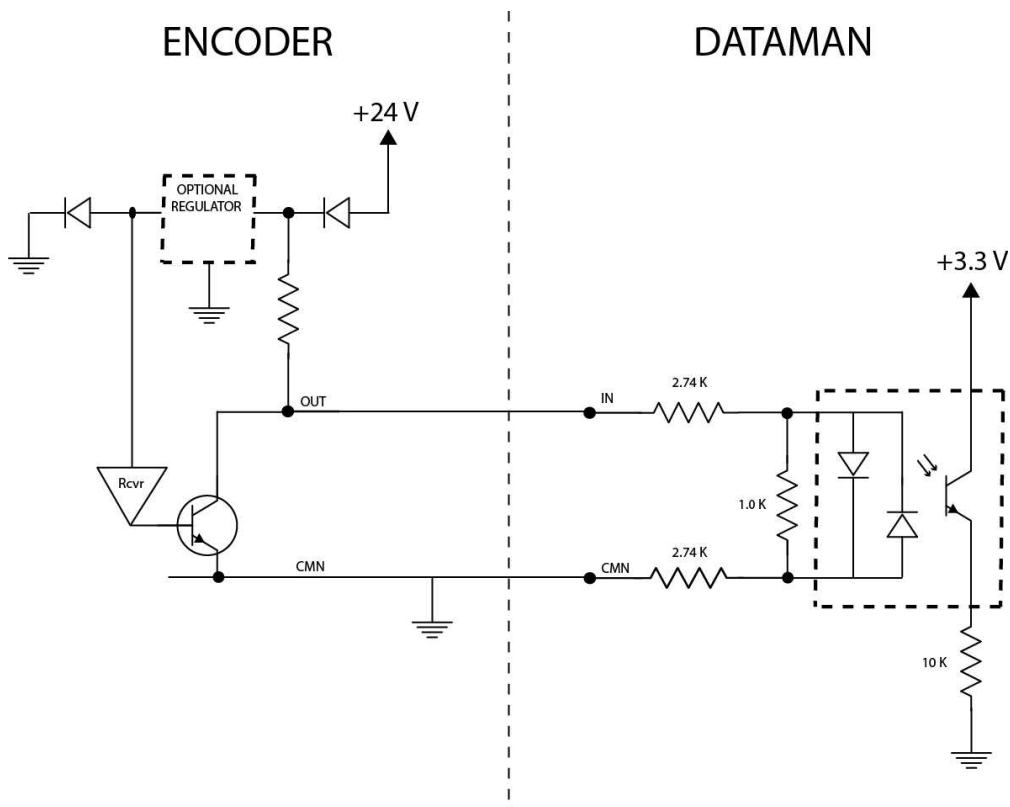 ENCODER
DATAMAN
+24 V
OPTIONAL
REGULATOR
+3.3 V
OUT
IN
2.74 K
Rcvr
1.0 K
CMN
CMN
2.74 K
10 K